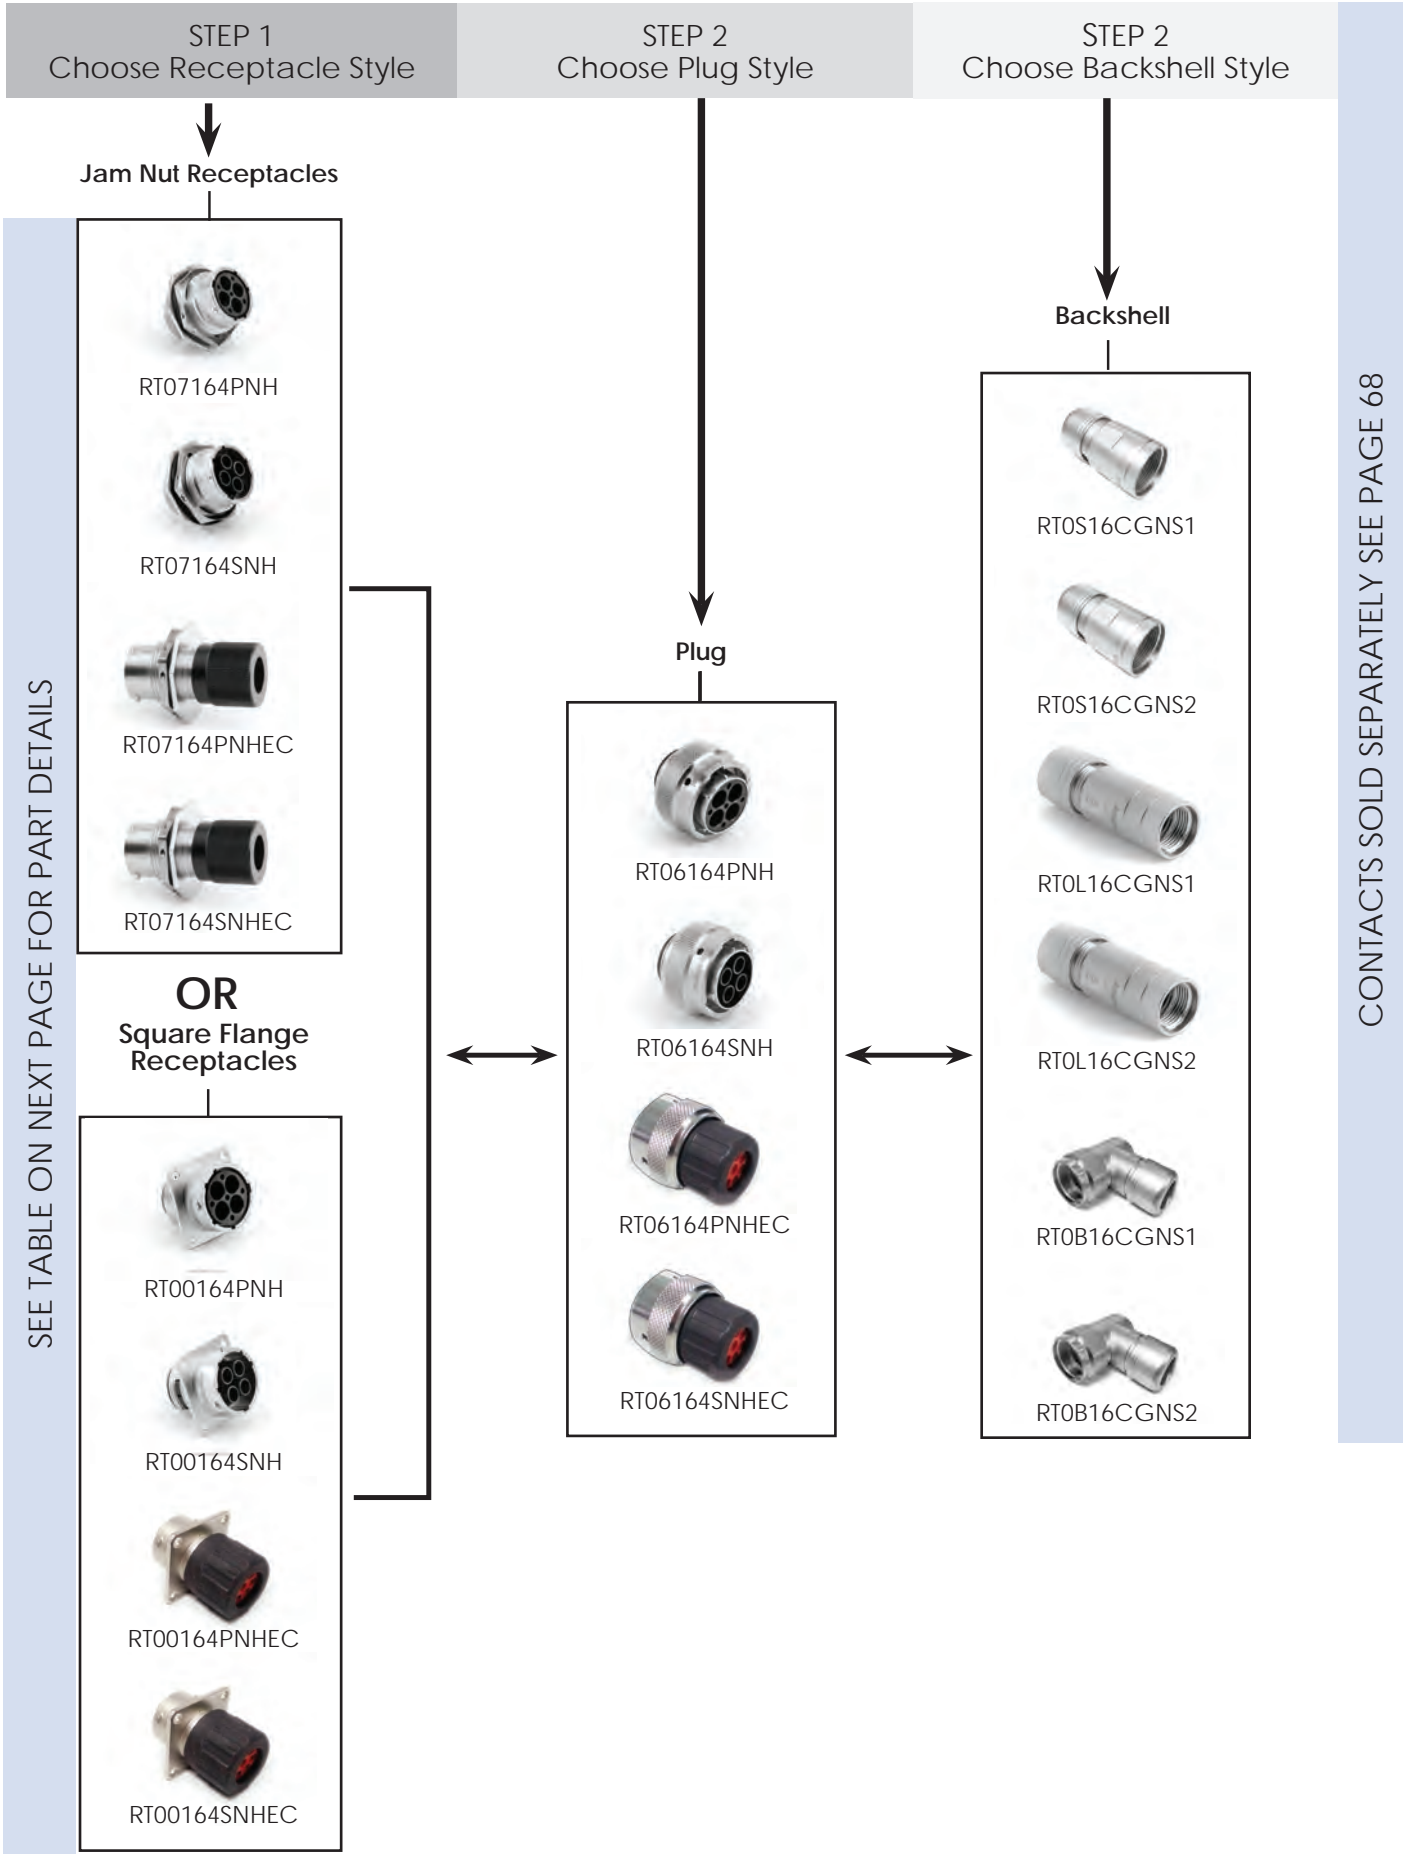 STEP 1
Choose Receptacle Style
STEP 2
Choose Plug Style
STEP 2
Choose Backshell Style
Jam Nut Receptacles
RT07164PNH
RT07164SNH
RT07164PNHEC
RT07164SNHEC
OR
Square Flange
Receptacles
RT00164PNH
RT00164SNH
RT00164PNHEC
RT00164SNHEC
Plug
RT06164PNH
RT06164SNH
RT06164PNHEC
RT06164SNHEC
Backshell
RT0S16CGNS1
RT0S16CGNS2
RT0L16CGNS1
RT0L16CGNS2
RT0B16CGNS1
RT0B16CGNS2
SEE TABLE ON NEXT PAGE FOR PART DETAILS
CONTACTS SOLD SEPARATELY SEE PAGE 68